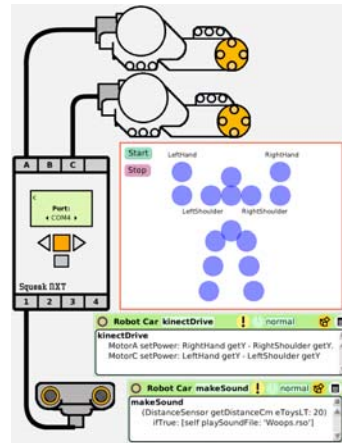 A B C
Port:
COM4
Squeak NXT
1 2 3 4
Start
Stop
LeftHand RightHand
LeftShoulder RightShoulder
Robot Car kinectDrive ! normal
kinectDrive
MotorA setPower: RightHand getY - RightShoulder getY.
MotorC setPower: LeftHand getY - LeftShoulder getY
Robot Car makeSound ! normal
makeSound
(DistanceSensor getDistanceCm eToysLT: 20)
ifTrue: [self playSoundFile: 'Woops.rso']